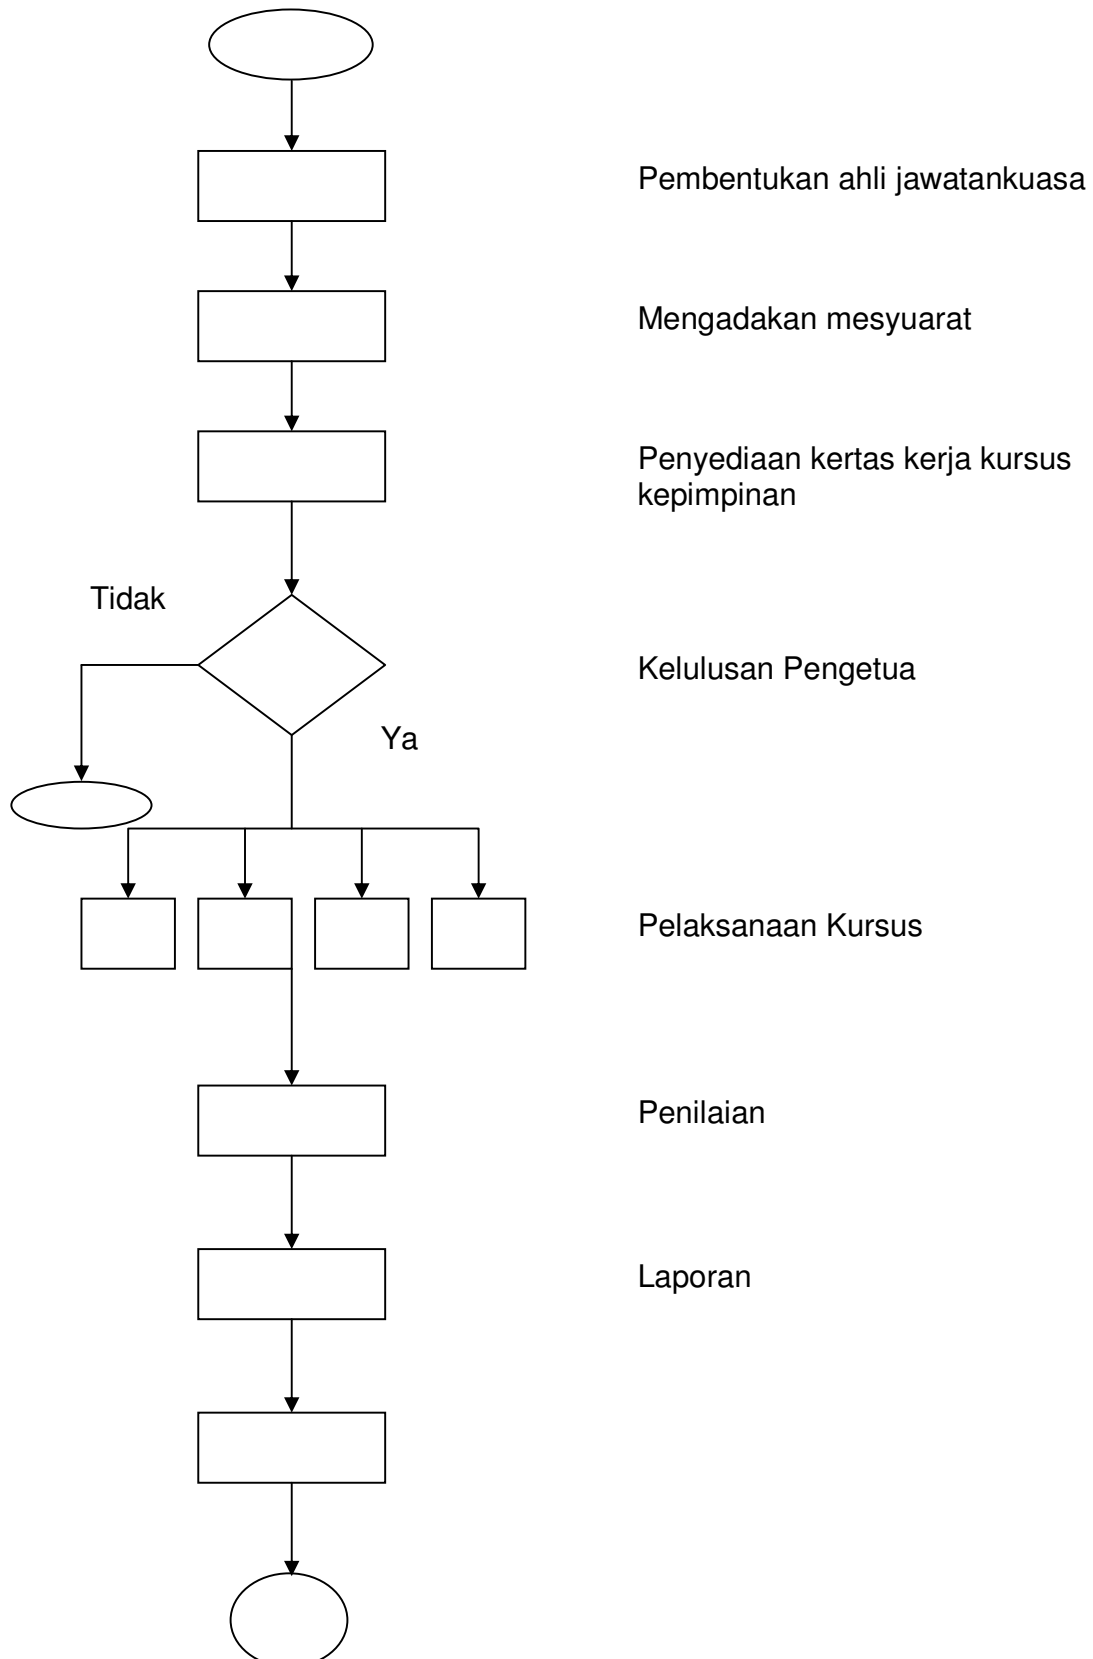 Pembentukan ahli jawatankuasa
Mengadakan mesyuarat
Penyediaan kertas kerja kursus
kepimpinan
Tidak
Kelulusan Pengetua
Ya
Pelaksanaan Kursus
Penilaian
Laporan